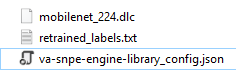 mobilenet_224.dlc
retrained_labels.txt
va-snpe-engine-library_config.json